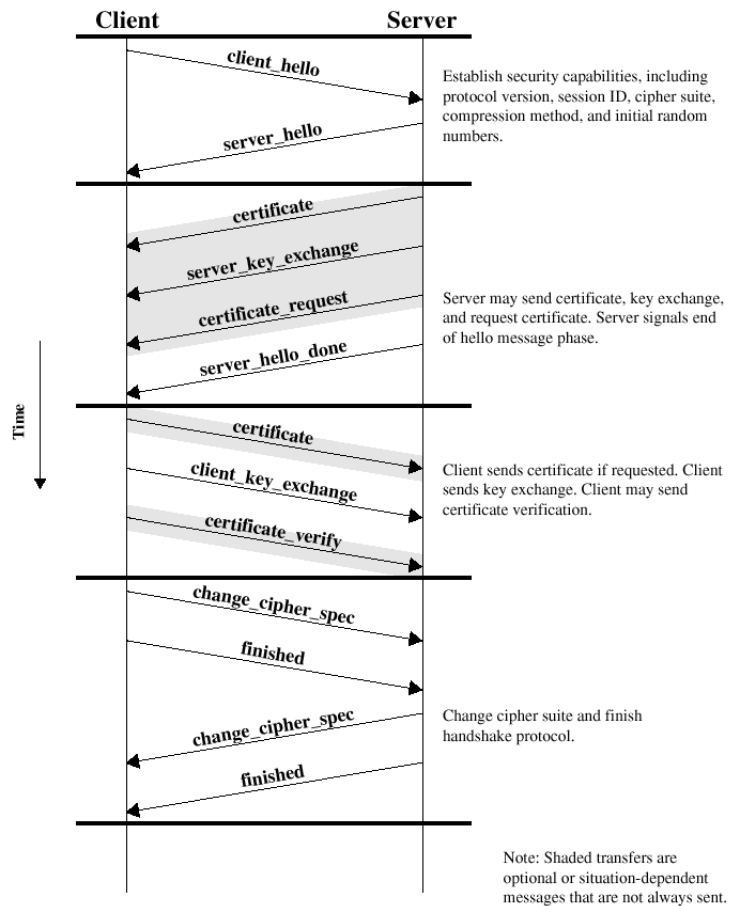 Client
Server
client_hello
Establish security capabilities, including
protocol version, session ID, cipher suite,
compression method, and initial random
numbers.
server_hello
certificate
server_key_exchange
certificate_request
Server may send certificate, key exchange,
and request certificate. Server signals end
of hello message phase.
server_hello_done
Time
certificate
client_key_exchange
Client sends certificate if requested. Client
sends key exchange. Client may send
certificate verification.
certificate_verify
change_cipher_spec
finished
change_cipher_spec
Change cipher suite and finish
handshake protocol.
finished
Note: Shaded transfers are
optional or situation-dependent
messages that are not always sent.